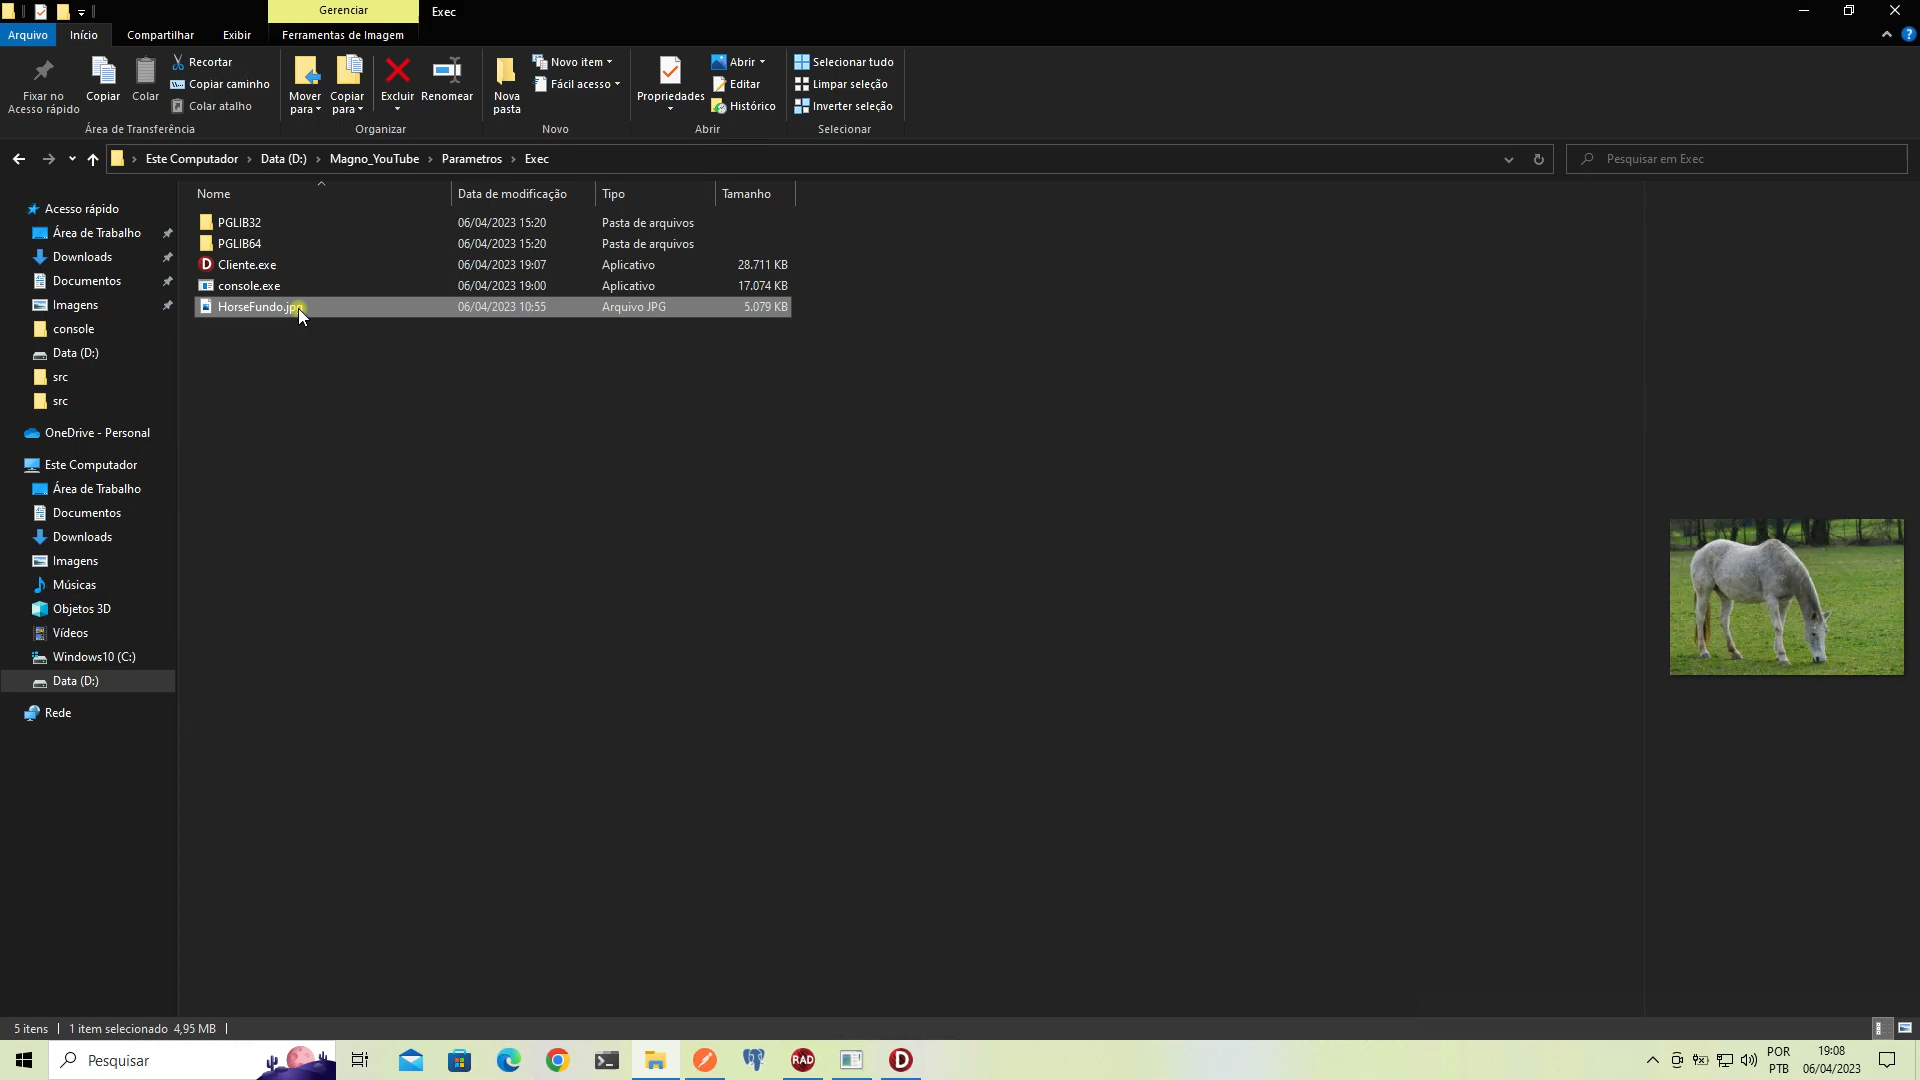 Gerenciar
Exec
Arquivo
Início
Compartilhar
Exibir
Ferramentas de Imagem
Fixar no
Acesso rápido
Copiar
Colar
Recortar
Copiar caminho
Colar atalho
Área de Transferência
Mover
para
Copiar
para
Excluir
Renomear
Organizar
Nova
pasta
Novo item
Fácil acesso
Novo
Propriedades
Abrir
Editar
Histórico
Abrir
Selecionar tudo
Limpar seleção
Inverter seleção
Selecionar
Este Computador
Data (D:)
Magno_YouTube
Parametros
Exec
Pesquisar em Exec
Nome
Data de modificação
Tipo
Tamanho
PGLIB32 06/04/2023 15:20 Pasta de arquivos
PGLIB64 06/04/2023 15:20 Pasta de arquivos
Cliente.exe 06/04/2023 19:07 Aplicativo 28.711 KB
console.exe 06/04/2023 19:00 Aplicativo 17.074 KB
HorseFundo.jpg 06/04/2023 10:55 Arquivo JPG 5.079 KB
Acesso rápido
Área de Trabalho
Downloads
Documentos
Imagens
console
Data (D:)
src
src
OneDrive - Personal
Este Computador
Área de Trabalho
Documentos
Downloads
Imagens
Músicas
Objetos 3D
Vídeos
Windows10 (C:)
Data (D:)
Rede
5 itens
1 item selecionado 4,95 MB
Pesquisar
RAD
D
POR
PTB
19:08
06/04/2023